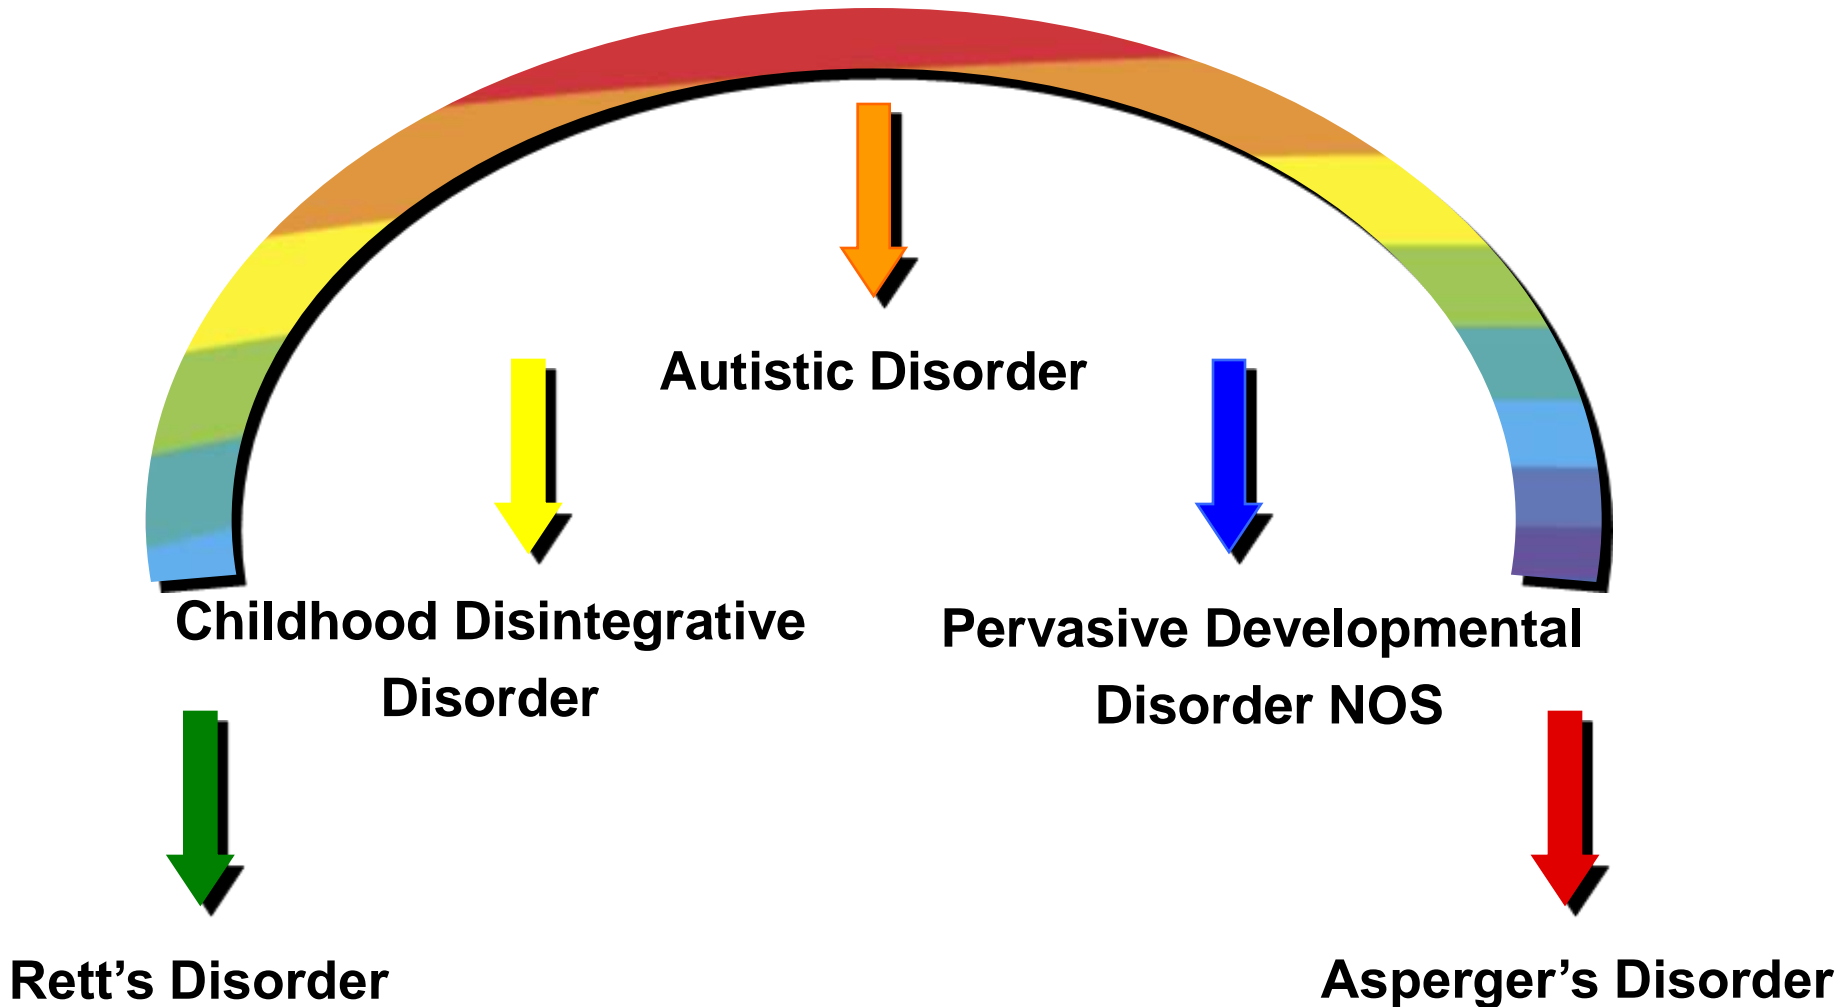 Autistic Disorder
Childhood Disintegrative
Disorder
Pervasive Developmental
Disorder NOS
Rett’s Disorder
Asperger’s Disorder